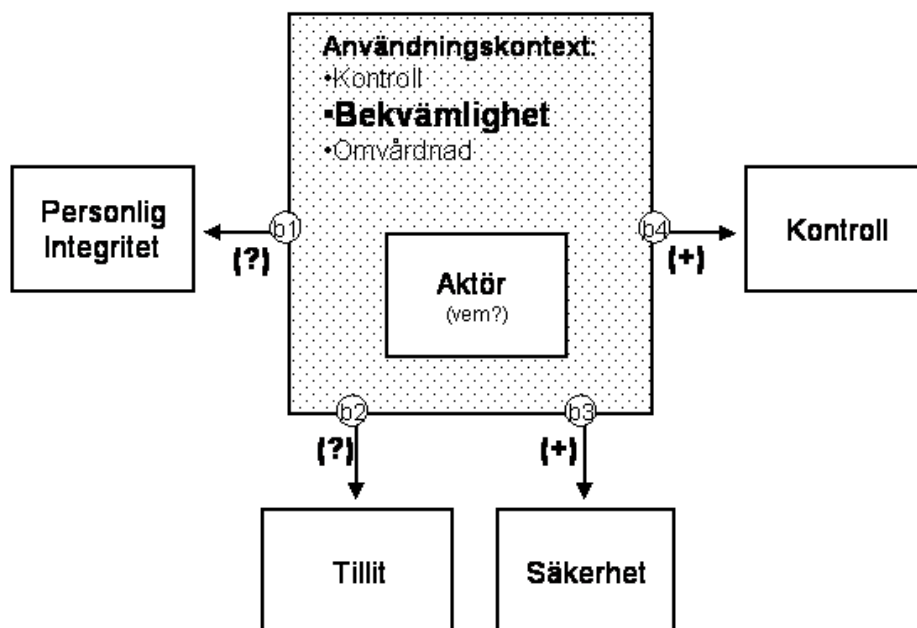 Användningskontext:
•Kontroll
•Bekvämlighet
•Omvårdnad
Personlig
Integritet
b1
(?)
Aktör
(vem?)
b4
(+)
Kontroll
b2
(?)
b3
(+)
Tillit
Säkerhet